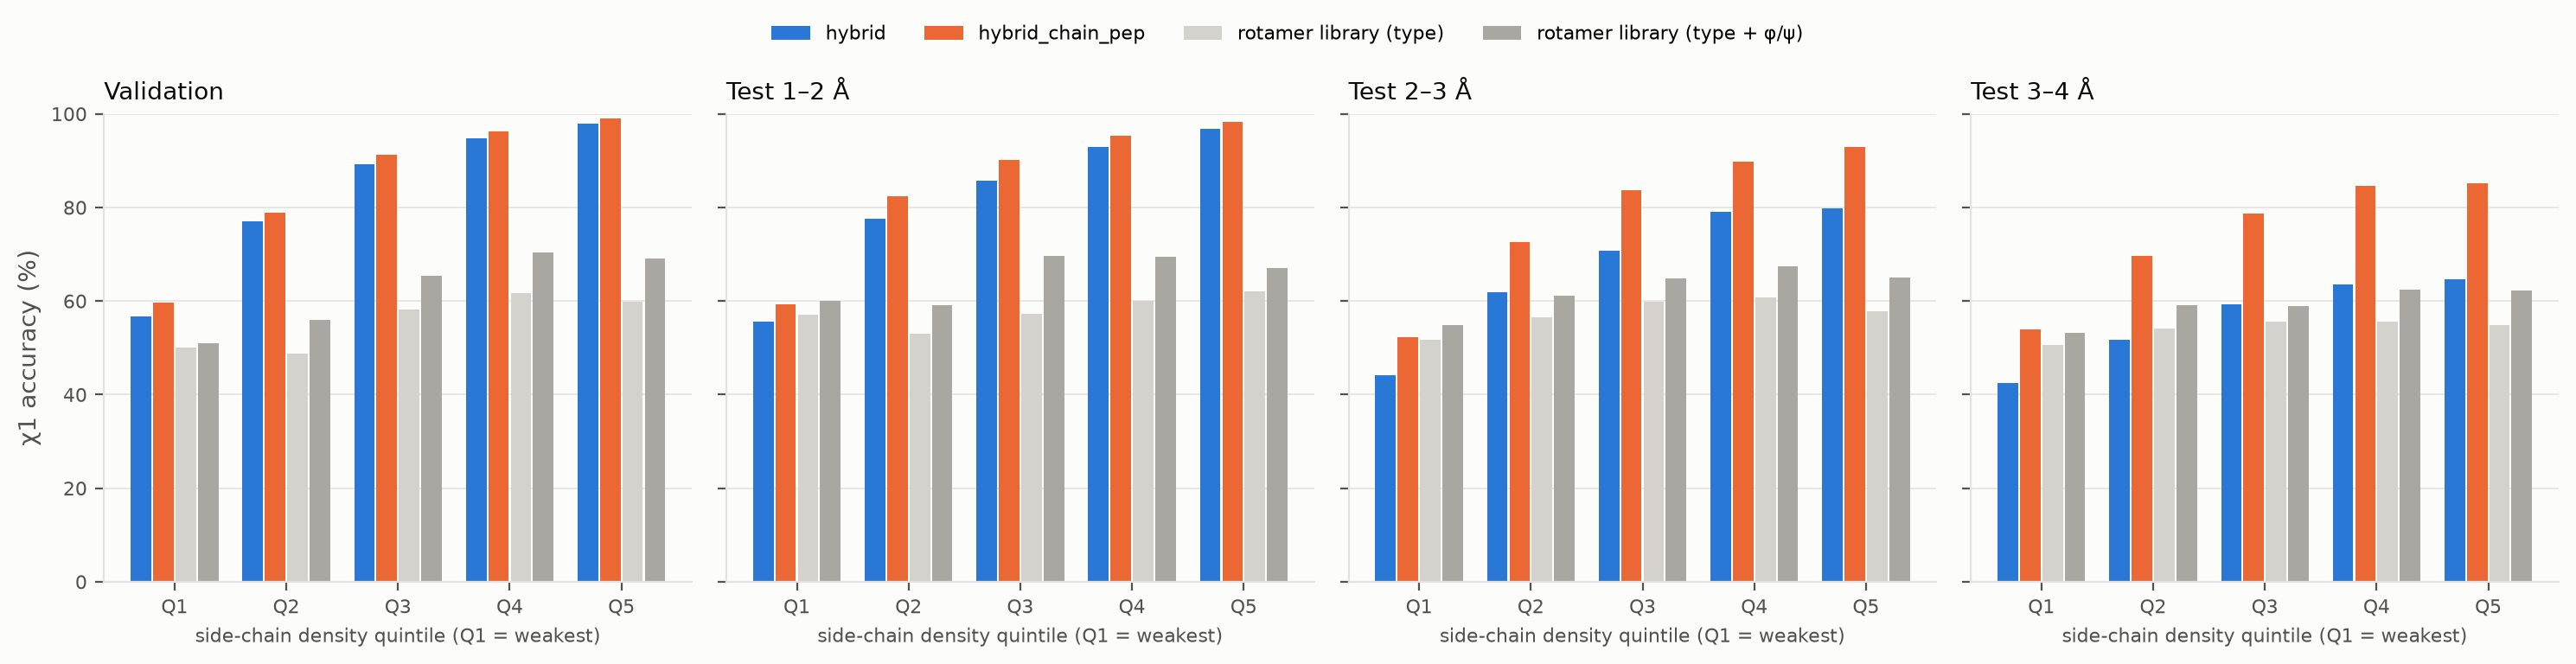 hybrid hybrid_chain_pep rotamer library (type) rotamer library (type + φ/ψ)
Validation
Test 1–2 Å
Test 2–3 Å
Test 3–4 Å
χ1 accuracy (%)
100
80
60
40
20
0
Q1 Q2 Q3 Q4 Q5
side-chain density quintile (Q1 = weakest)
Q1 Q2 Q3 Q4 Q5
side-chain density quintile (Q1 = weakest)
Q1 Q2 Q3 Q4 Q5
side-chain density quintile (Q1 = weakest)
Q1 Q2 Q3 Q4 Q5
side-chain density quintile (Q1 = weakest)